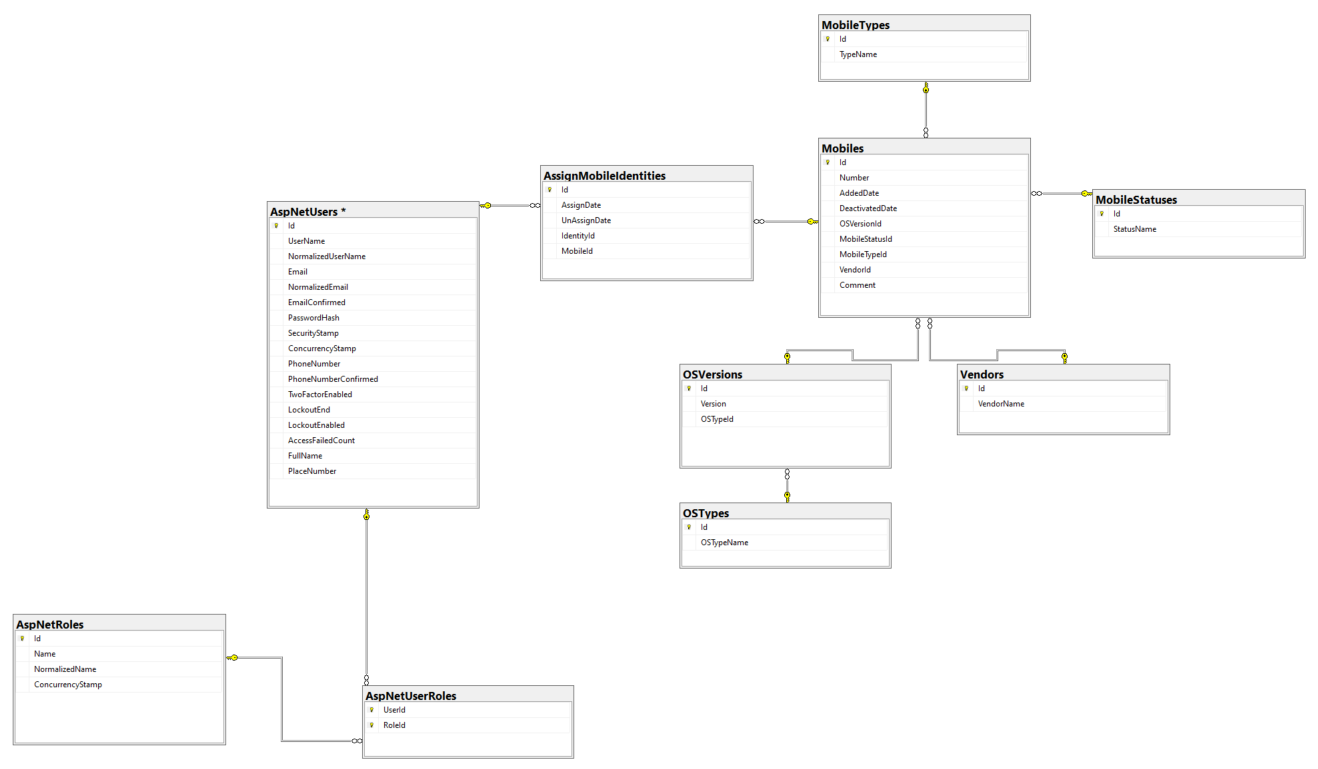 MobileTypes
Id
TypeName
Mobiles
Id
Number
AddedDate
DeactivatedDate
OSVersionId
MobileStatusId
MobileTypeId
VendorId
Comment
AssignMobileIdentities
Id
AssignDate
UnAssignDate
IdentityId
MobileId
MobileStatuses
Id
StatusName
AspNetUsers *
Id
UserName
NormalizedUserName
Email
NormalizedEmail
EmailConfirmed
PasswordHash
SecurityStamp
ConcurrencyStamp
PhoneNumber
PhoneNumberConfirmed
TwoFactorEnabled
LockoutEnd
LockoutEnabled
AccessFailedCount
FullName
PlaceNumber
OSVersions
Id
Version
OSTypeId
Vendors
Id
VendorName
OSTypes
Id
OSTypeName
AspNetRoles
Id
Name
NormalizedName
ConcurrencyStamp
AspNetUserRoles
UserId
RoleId